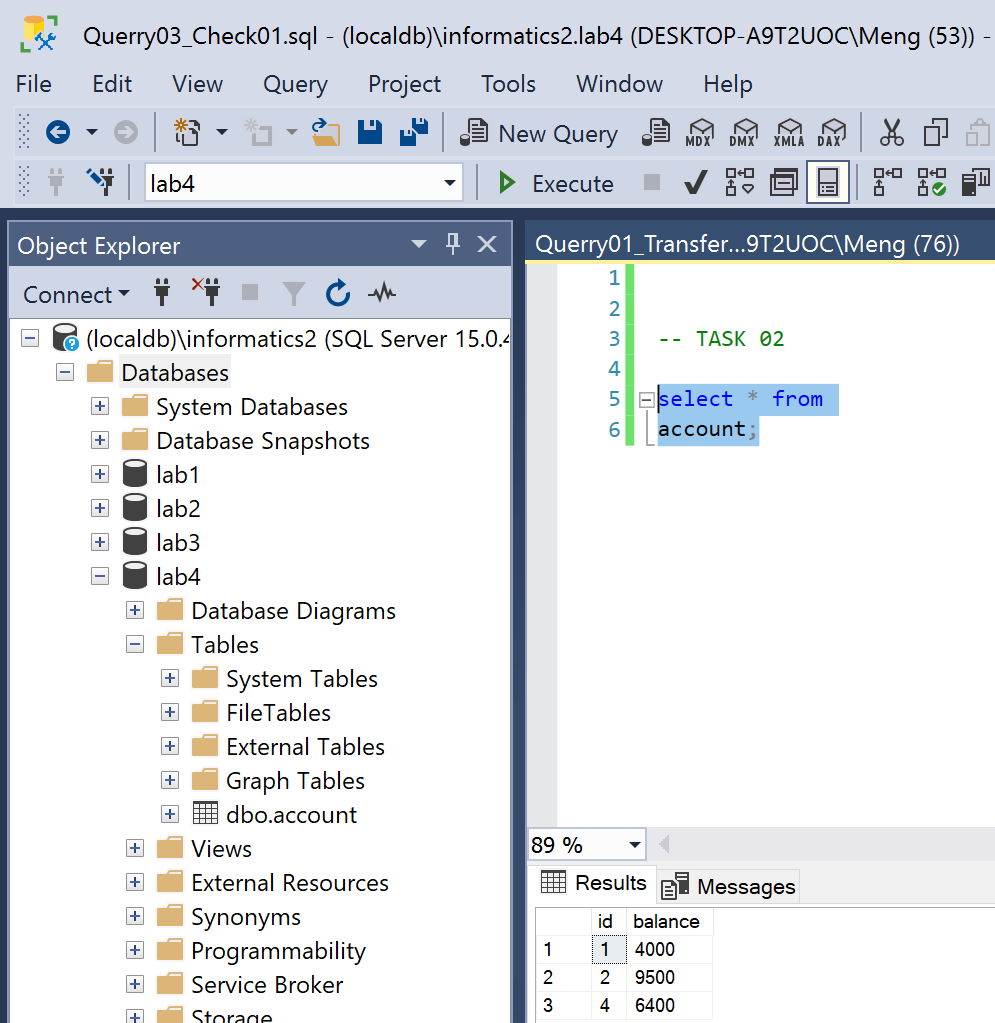 Querry03_Check01.sql - (localdb)\informatics2.lab4 (DESKTOP-A9T2UOC\Meng (53)) -
File Edit View Query Project Tools Window Help
New Query MDX DMX XMLA DAX
lab4 Execute
Object Explorer
Connect
(localdb)\informatics2 (SQL Server 15.0.4
Databases
System Databases
Database Snapshots
lab1
lab2
lab3
lab4
Database Diagrams
Tables
System Tables
FileTables
External Tables
Graph Tables
dbo.account
Views
External Resources
Synonyms
Programmability
Service Broker
Storage
Querry01_Transfer...9T2UOC\Meng (76))
1
2
3 -- TASK 02
4
5 select * from
6 account;
89 %
Results Messages
id balance
1 1 4000
2 2 9500
3 4 6400